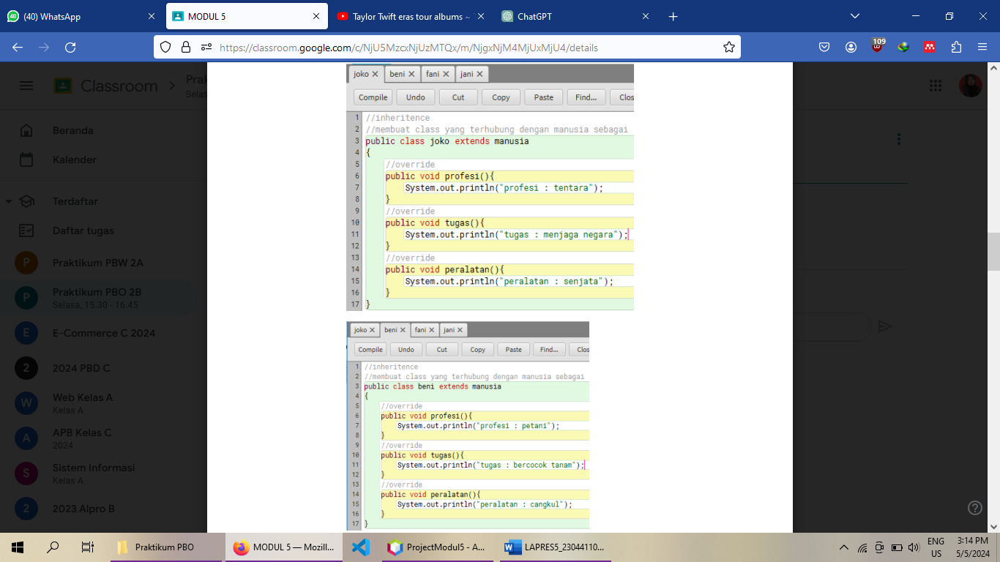 (40) WhatsApp
MODUL 5
Taylor Twift eras tour albums ~ T
ChatGPT
https://classroom.google.com/c/NjU5MzcxNjUzMTQx/m/NjgxNjM4MjUxMjU4/details
109
Classroom
Pra
Selas
Beranda
Kalender
Terdaftar
Daftar tugas
P Praktikum PBW 2A
P Praktikum PBO 2B
Selasa, 15.30 - 16.45
E E-Commerce C 2024
2 2024 PBD C
W Web Kelas A
Kelas A
A APB Kelas C
2024
S Sistem Informasi
Kelas A
2 2023 Alpro B
joko beni fani jani
Compile Undo Cut Copy Paste Find... Clos
1 //inheritence
2 //membuat class yang terhubung dengan manusia sebagai
3 public class joko extends manusia
4 {
5 //override
6 public void profesi(){
7 System.out.println("profesi : tentara");
8 }
9 //override
10 public void tugas(){
11 System.out.println("tugas : menjaga negara");
12 }
13 //override
14 public void peralatan(){
15 System.out.println("peralatan : senjata");
16 }
17 }
joko beni fani jani
Compile Undo Cut Copy Paste Find... Clos
1 //inheritence
2 //membuat class yang terhubung dengan manusia sebagai
3 public class beni extends manusia
4 {
5 //override
6 public void profesi(){
7 System.out.println("profesi : petani");
8 }
9 //override
10 public void tugas(){
11 System.out.println("tugas : bercocok tanam");
12 }
13 //override
14 public void peralatan(){
15 System.out.println("peralatan : cangkul");
16 }
17 }
Praktikum PBO
MODUL 5 — Mozill...
ProjectModul5 - A...
LAPRES5_23044110...
ENG
US
3:14 PM
5/5/2024